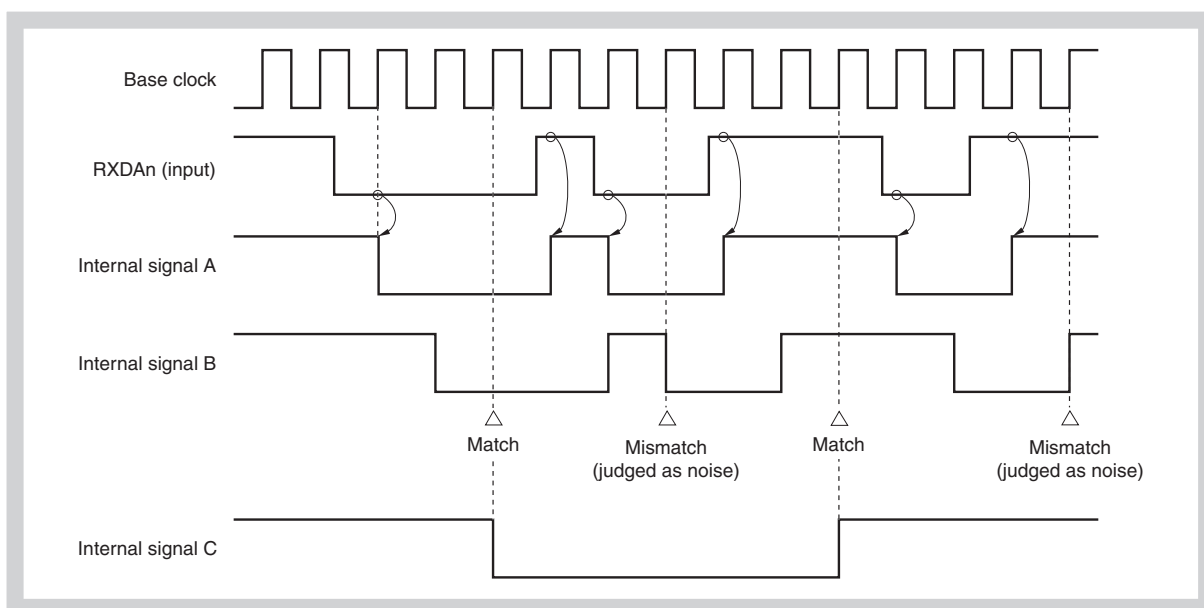 Base clock
RXDAn (input)
Internal signal A
Internal signal B
Match
Mismatch
(judged as noise)
Match
Mismatch
(judged as noise)
Internal signal C